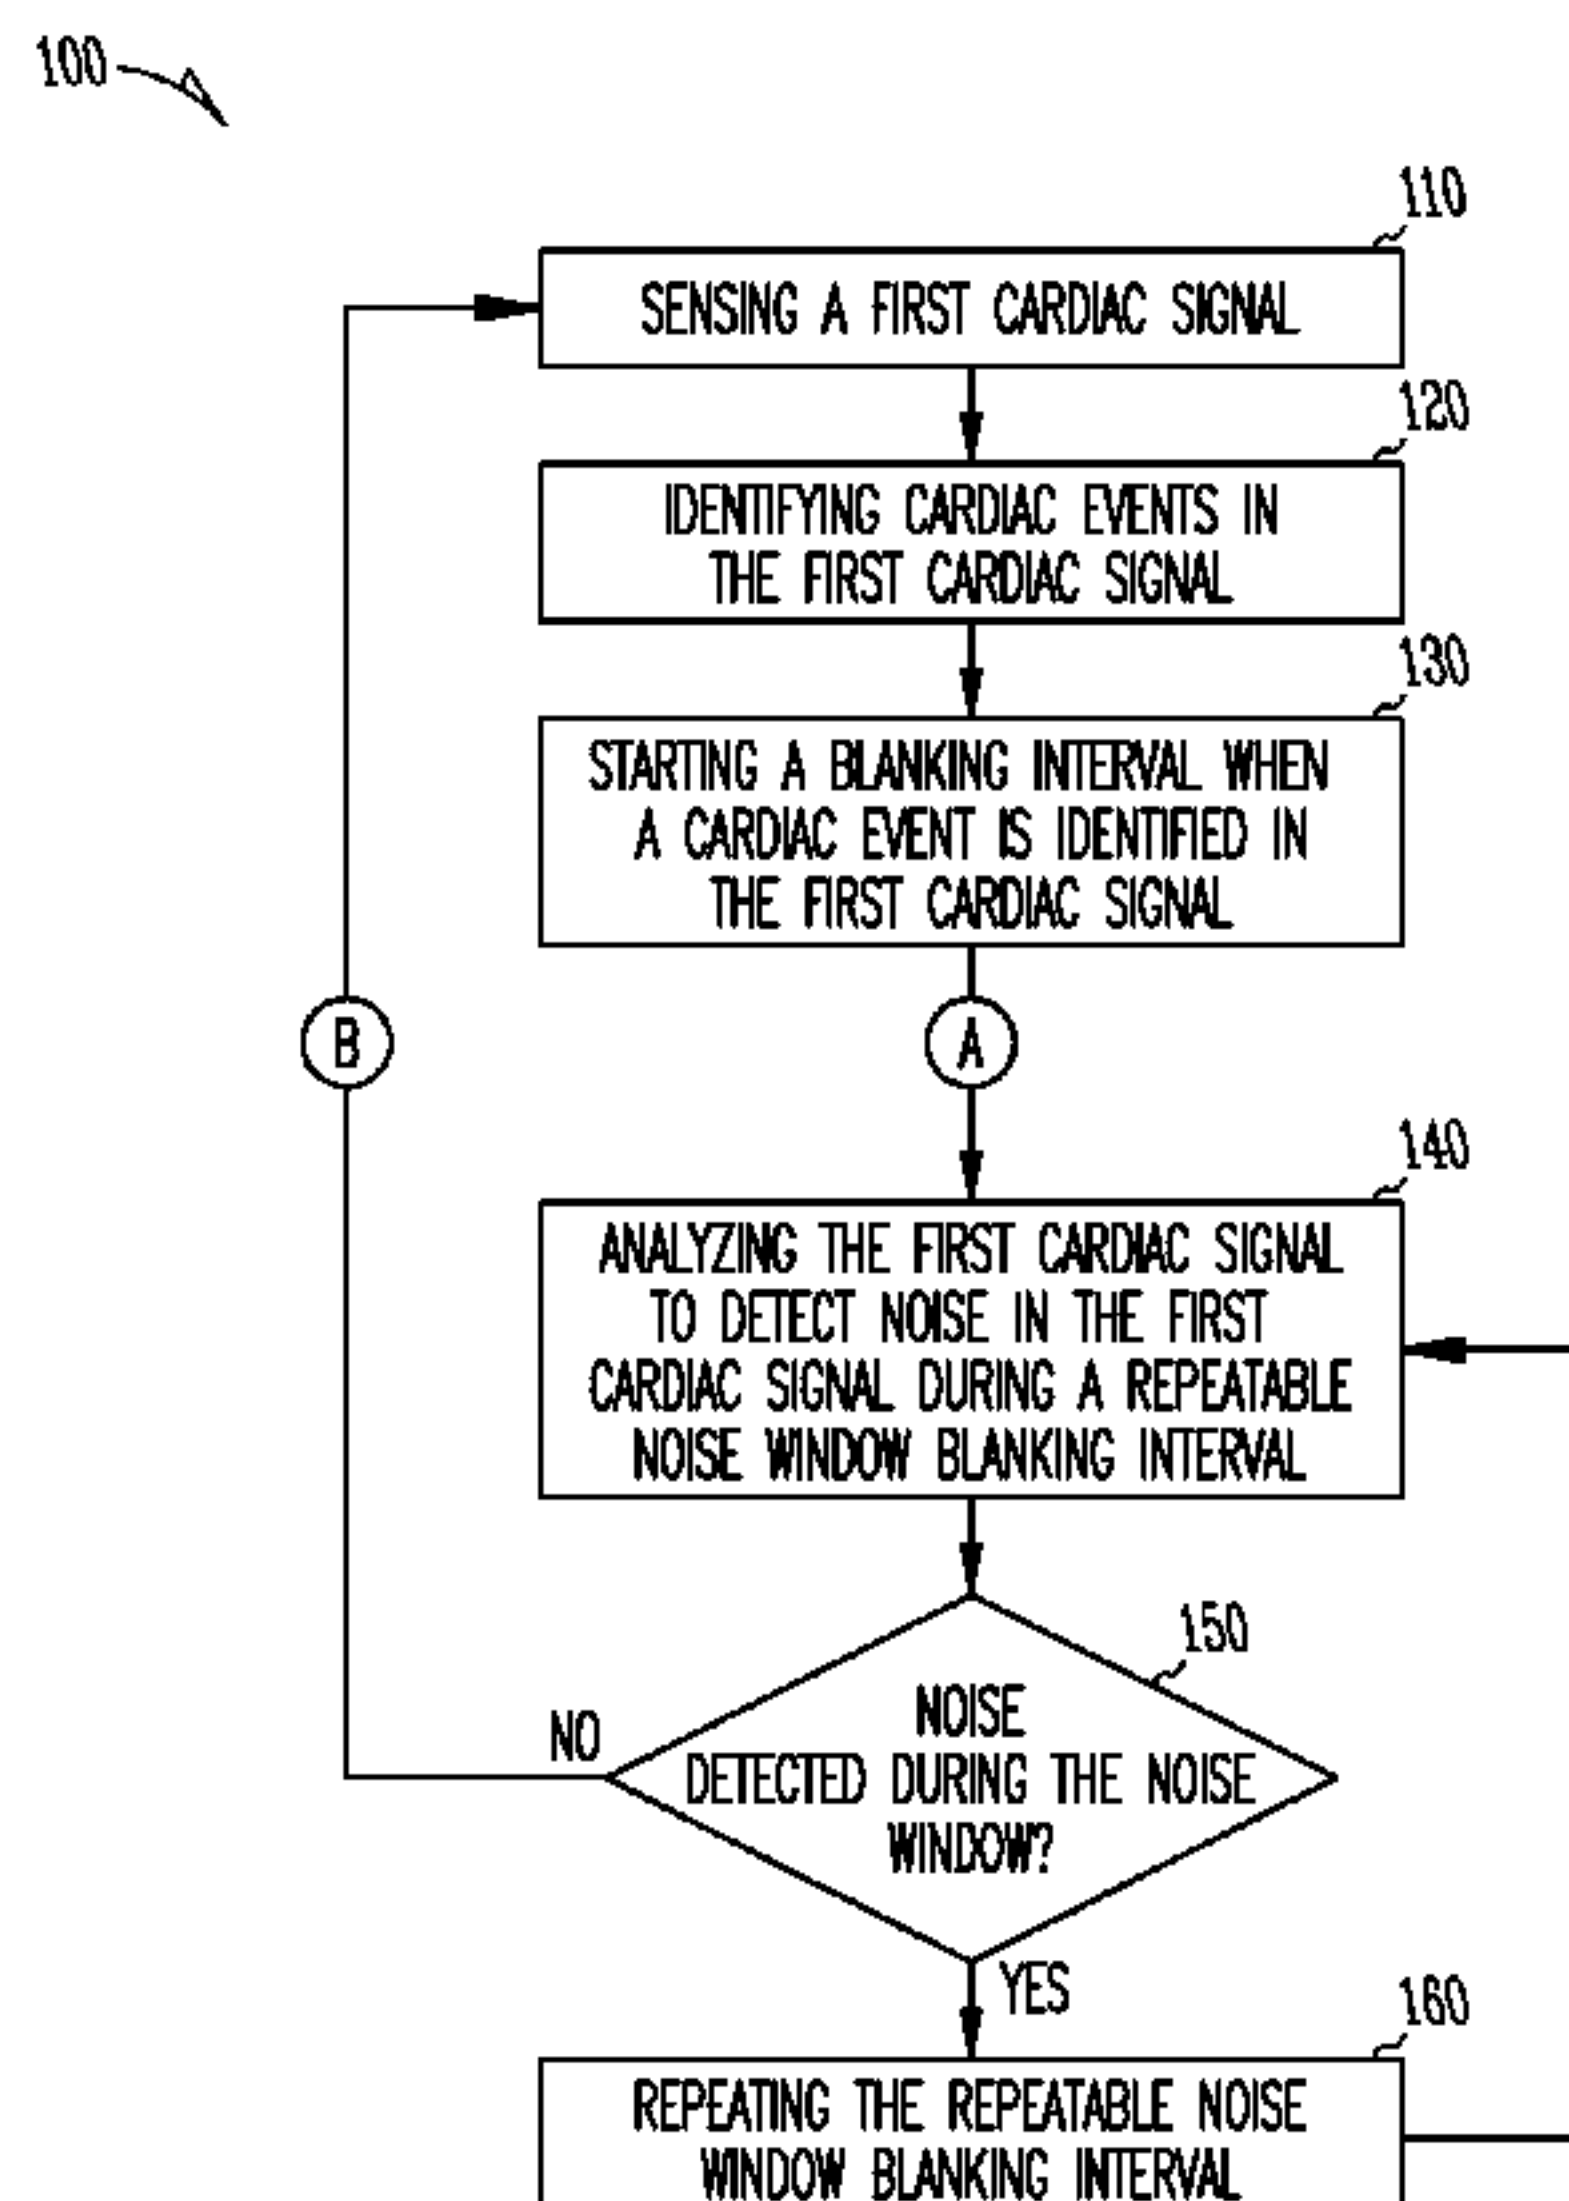 100
110
SENSING A FIRST CARDIAC SIGNAL
120
IDENTIFYING CARDIAC EVENTS IN
THE FIRST CARDIAC SIGNAL
130
STARTING A BLANKING INTERVAL WHEN
A CARDIAC EVENT IS IDENTIFIED IN
THE FIRST CARDIAC SIGNAL
B
A
140
ANALYZING THE FIRST CARDIAC SIGNAL
TO DETECT NOISE IN THE FIRST
CARDIAC SIGNAL DURING A REPEATABLE
NOISE WINDOW BLANKING INTERVAL
150
NO
NOISE
DETECTED DURING THE NOISE
WINDOW?
YES
160
REPEATING THE REPEATABLE NOISE
WINDOW BLANKING INTERVAL